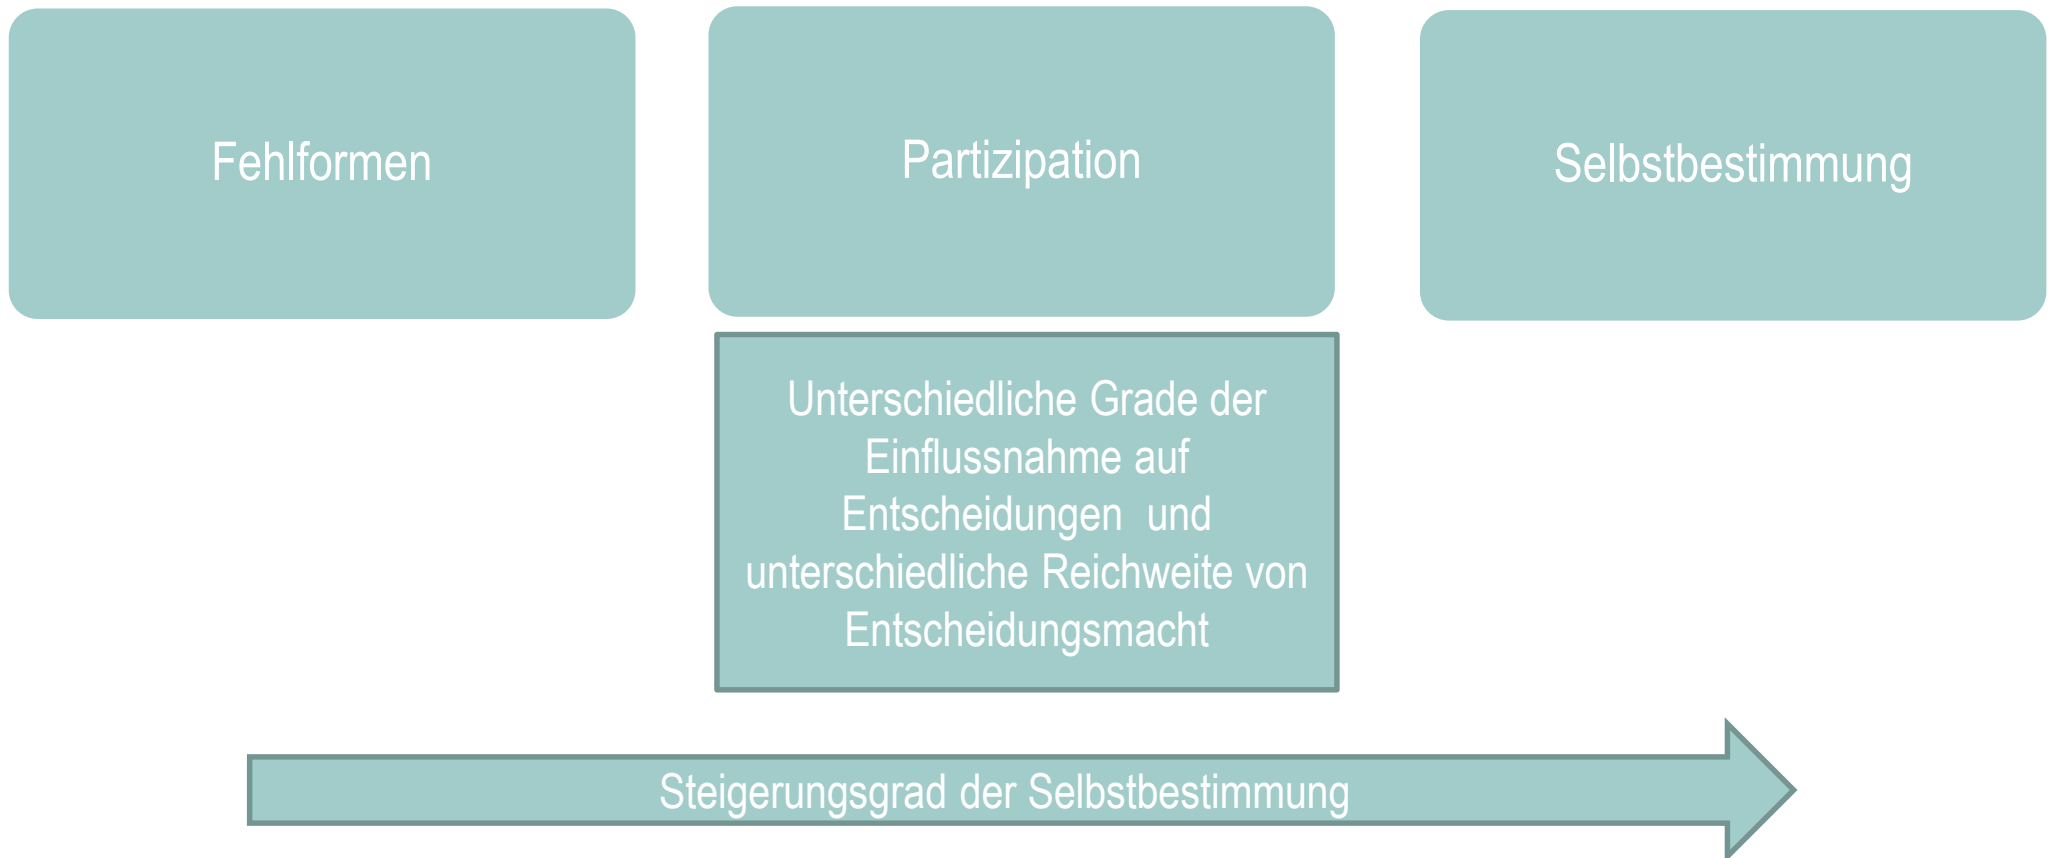 Fehlformen
Partizipation
Selbstbestimmung
Unterschiedliche Grade der
Einflussnahme auf
Entscheidungen  und
unterschiedliche Reichweite von
Entscheidungsmacht
Steigerungsgrad der Selbstbestimmung